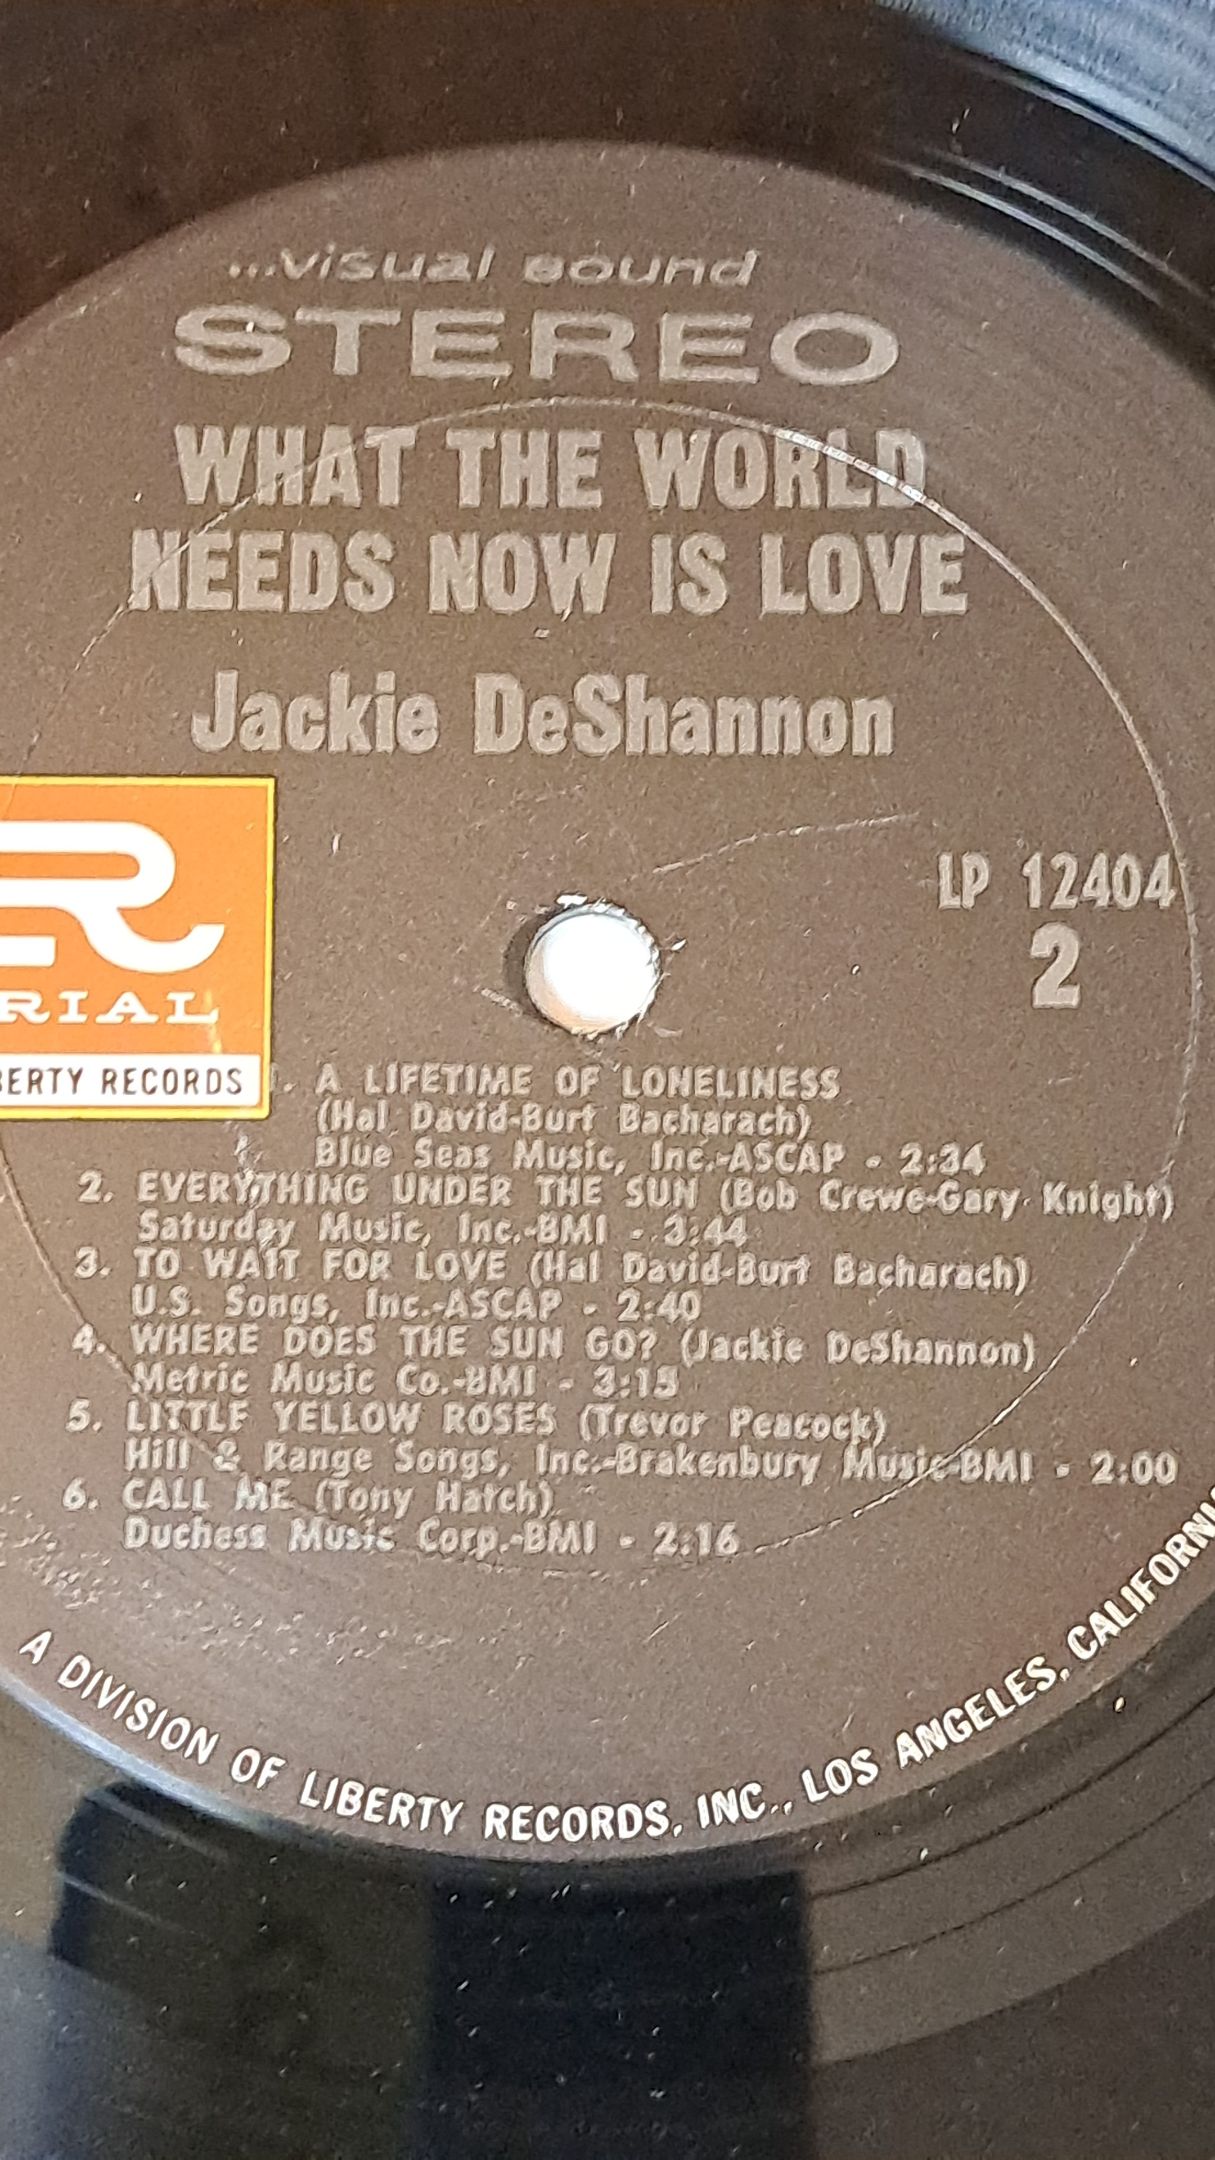 ...visual sound
STEREO
WHAT THE WORLD
NEEDS NOW IS LOVE
Jackie DeShannon
LP 12404
2
R
RIAL
BERTY RECORDS
1. A LIFETIME OF LONELINESS
(Hal David-Burt Bacharach)
Blue Seas Music, Inc.-ASCAP - 2:34
2. EVERYTHING UNDER THE SUN (Bob Crewe-Gary Knight)
Saturday Music, Inc.-BMI - 3:44
3. TO WAIT FOR LOVE (Hal David-Burt Bacharach)
U.S. Songs, Inc.-ASCAP - 2:40
4. WHERE DOES THE SUN GO? (Jackie DeShannon)
Metric Music Co.-BMI - 3:15
5. LITTLE YELLOW ROSES (Trevor Peacock)
Hill & Range Songs, Inc.-Brakenbury Music-BMI - 2:00
6. CALL ME (Tony Hatch)
Duchess Music Corp.-BMI - 2:16
A DIVISION OF LIBERTY RECORDS, INC., LOS ANGELES, CALIFORNI